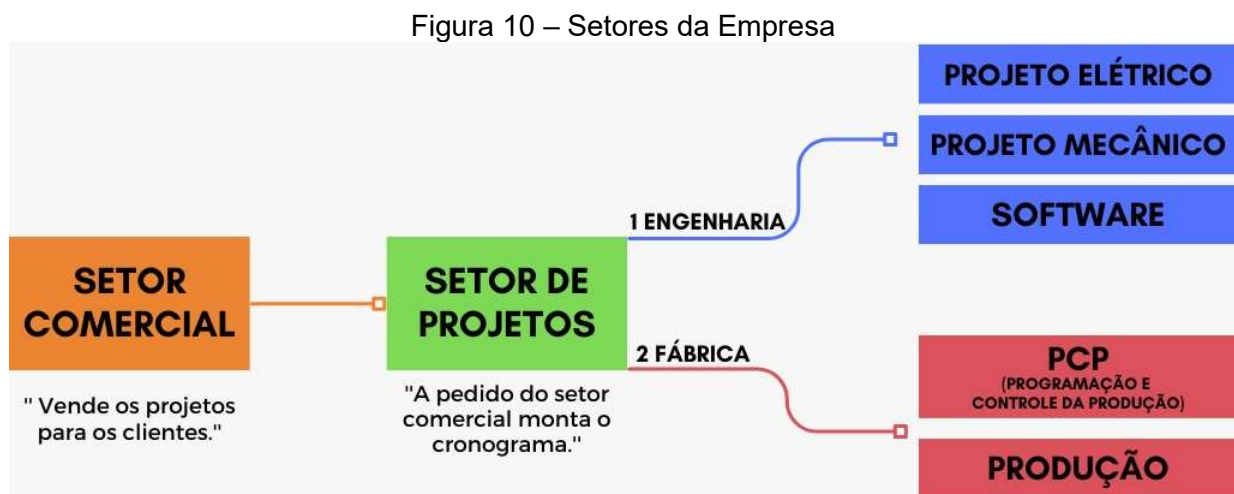 Figura 10 – Setores da Empresa
PROJETO ELÉTRICO
PROJETO MECÂNICO
SOFTWARE
1 ENGENHARIA
SETOR
COMERCIAL
SETOR DE
PROJETOS
2 FÁBRICA
PCP
(PROGRAMAÇÃO E
CONTROLE DA PRODUÇÃO)
PRODUÇÃO
" Vende os projetos
para os clientes."
"A pedido do setor
comercial monta o
cronograma."